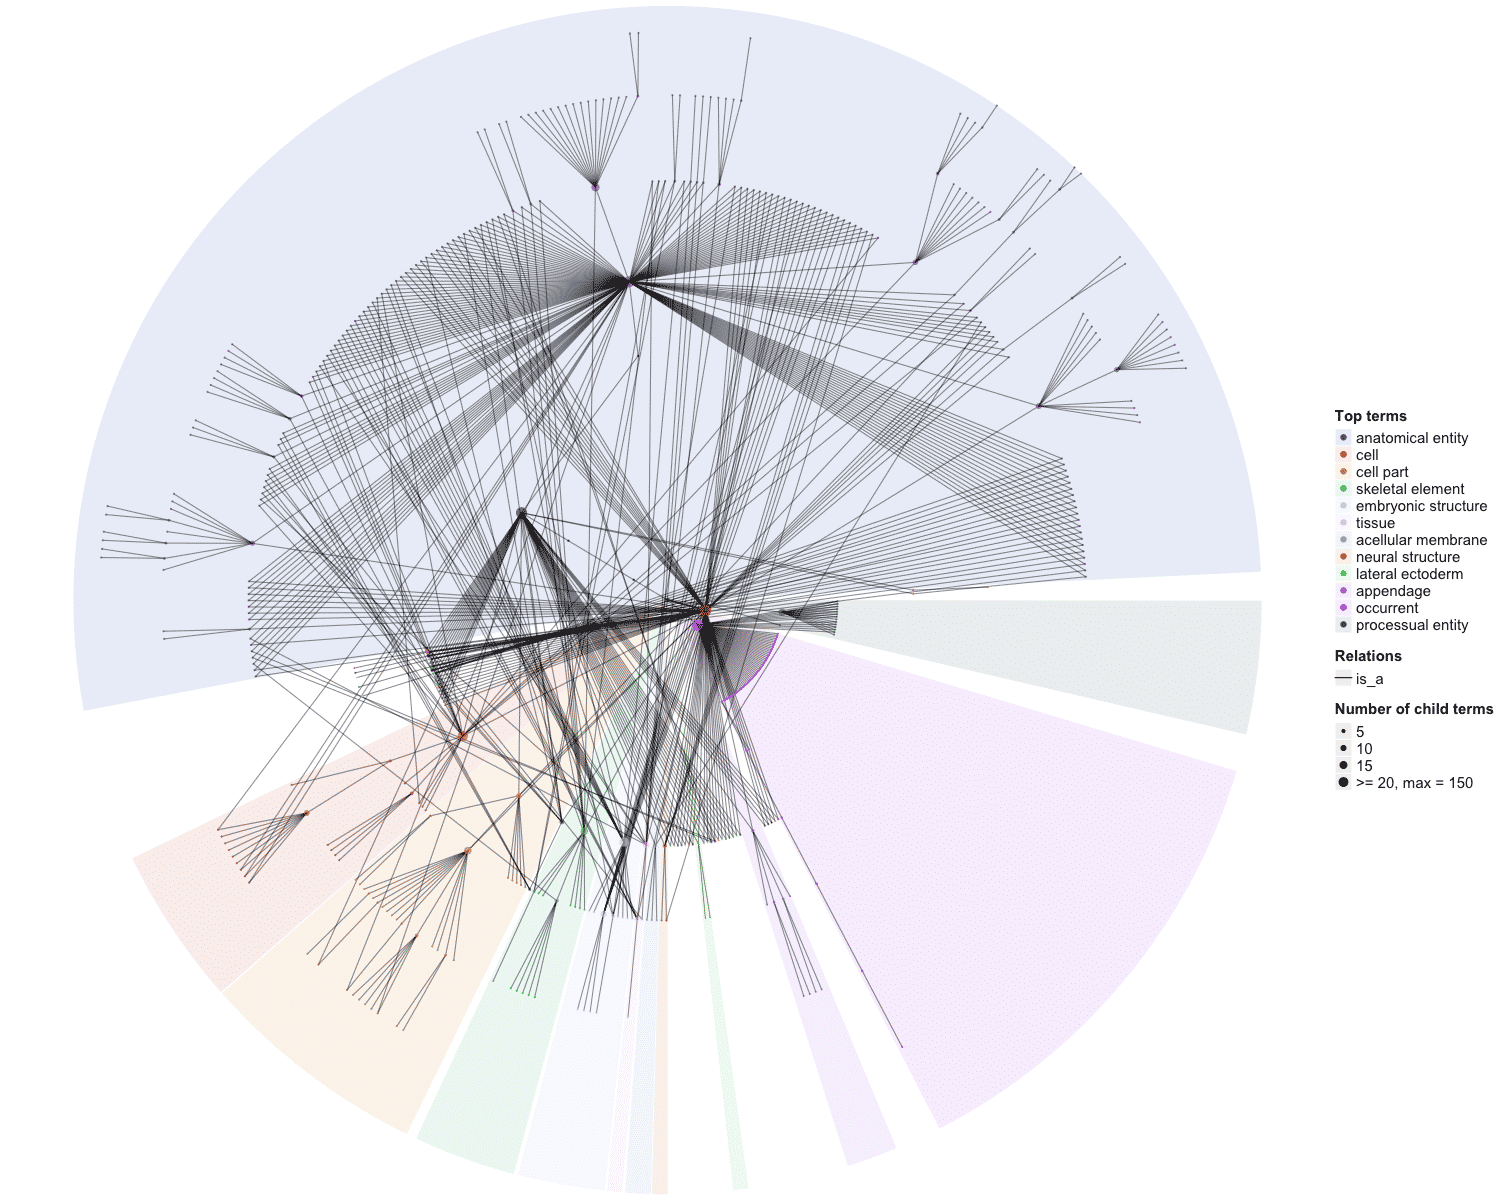 Top terms
anatomical entity
cell
cell part
skeletal element
embryonic structure
tissue
acellular membrane
neural structure
lateral ectoderm
appendage
occurrent
processual entity
Relations
is_a
Number of child terms
5
10
15
>= 20, max = 150